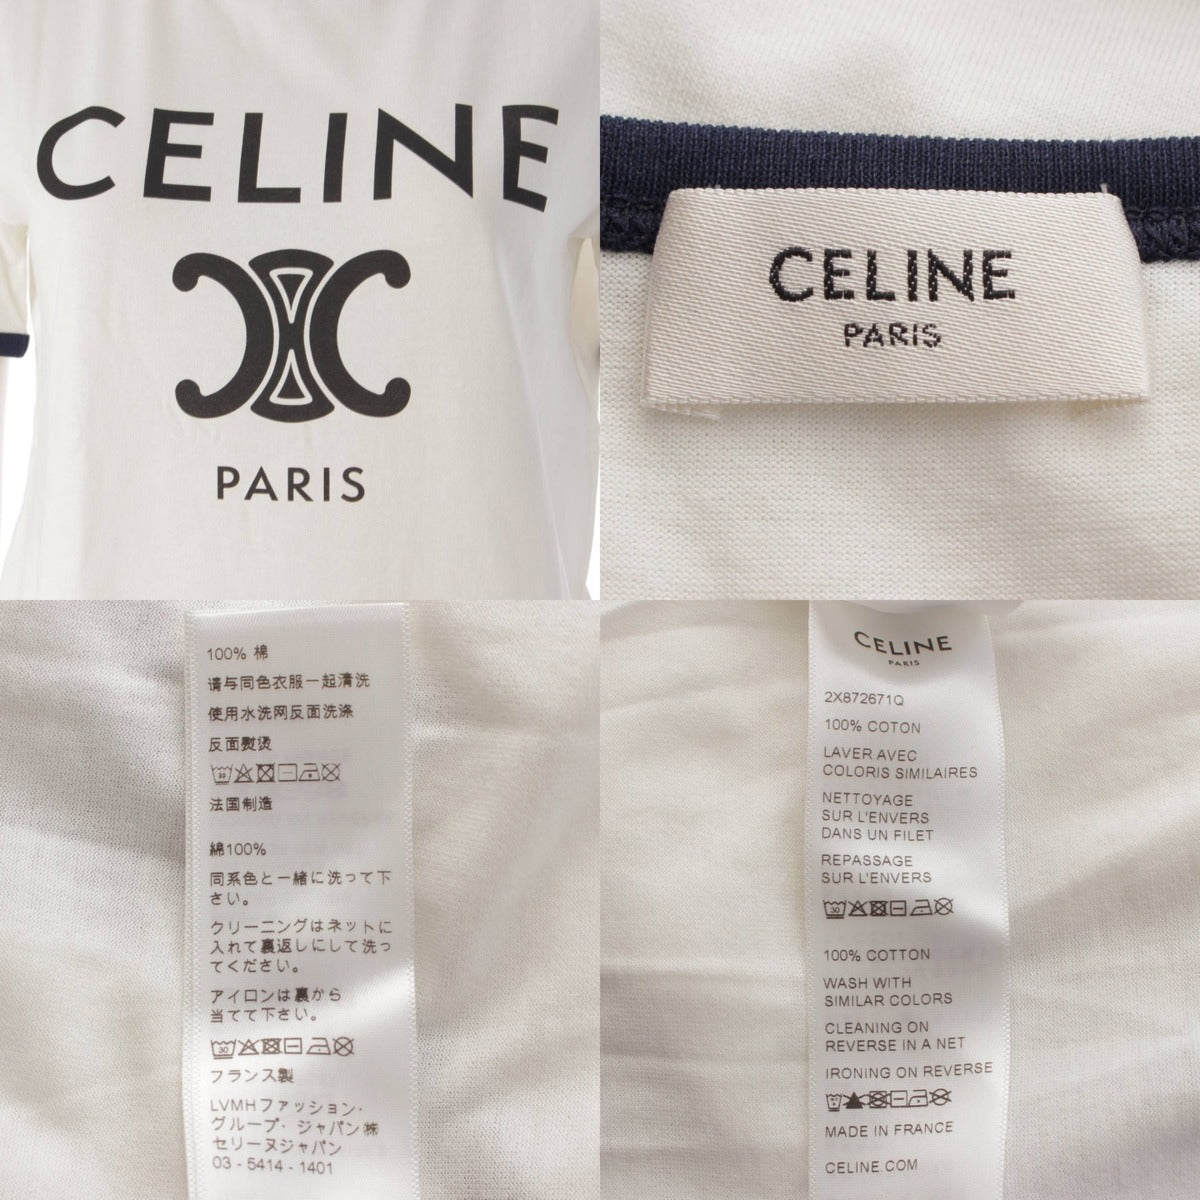 CELINE
PARIS
CELINE
PARIS
100% 棉
请与同色衣服一起清洗
使用水洗网反面洗涤
反面熨烫
30
法国制造
綿100%
同系色と一緒に洗って下
さい。
クリーニングはネットに
入れて裏返しにして洗っ
てください。
アイロンは裏から
当てて下さい。
30
フランス製
LVMHファッション・
グループ・ジャパン㈱
セリーヌジャパン
03 - 5414 - 1401
CELINE
PARIS
2X872671Q
100% COTON
LAVER AVEC
COLORIS SIMILAIRES
NETTOYAGE
SUR L'ENVERS
DANS UN FILET
REPASSAGE
SUR L'ENVERS
30
100% COTTON
WASH WITH
SIMILAR COLORS
CLEANING ON
REVERSE IN A NET
IRONING ON REVERSE
MADE IN FRANCE
CELINE.COM